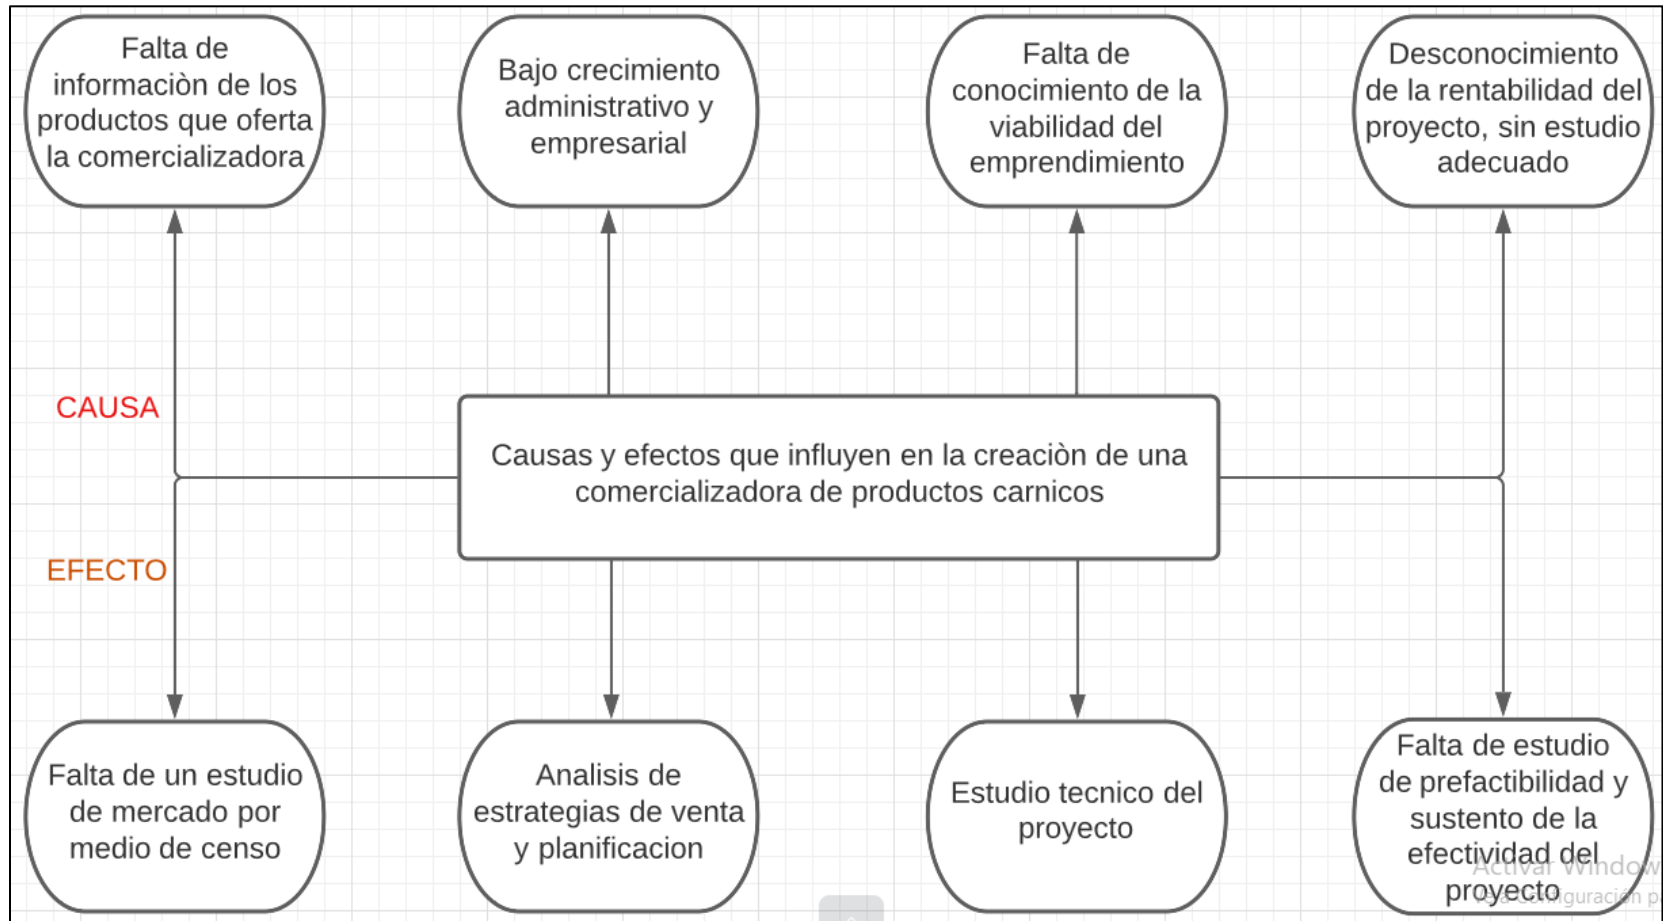 Falta de
informaciòn de los
productos que oferta
la comercializadora
Bajo crecimiento
administrativo y
empresarial
Falta de
conocimiento de la
viabilidad del
emprendimiento
Desconocimiento
de la rentabilidad del
proyecto, sin estudio
adecuado
CAUSA
Causas y efectos que influyen en la creaciòn de una
comercializadora de productos carnicos
EFECTO
Falta de un estudio
de mercado por
medio de censo
Analisis de
estrategias de venta
y planificacion
Estudio tecnico del
proyecto
Falta de estudio
de prefactibilidad y
sustento de la
efectividad del
proyecto
Activar Window
Configuración